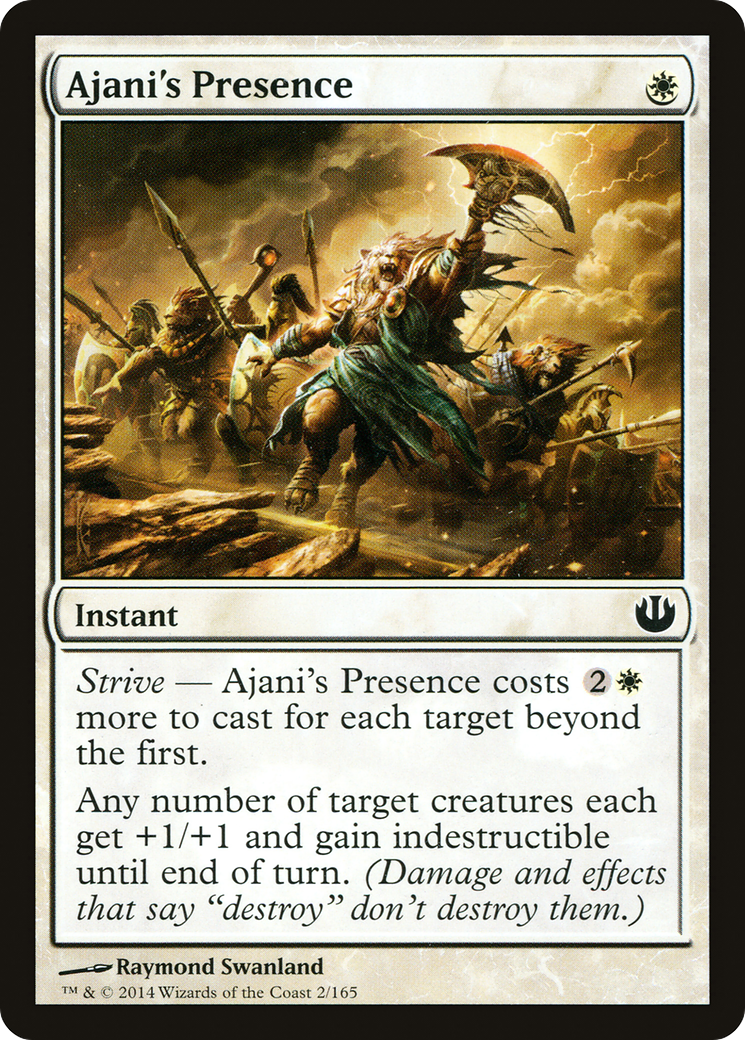 Ajani's Presence
Instant
Strive — Ajani's Presence costs 2
more to cast for each target beyond
the first.
Any number of target creatures each
get +1/+1 and gain indestructible
until end of turn. (Damage and effects
that say “destroy” don't destroy them.)
Raymond Swanland
™ & © 2014 Wizards of the Coast 2/165